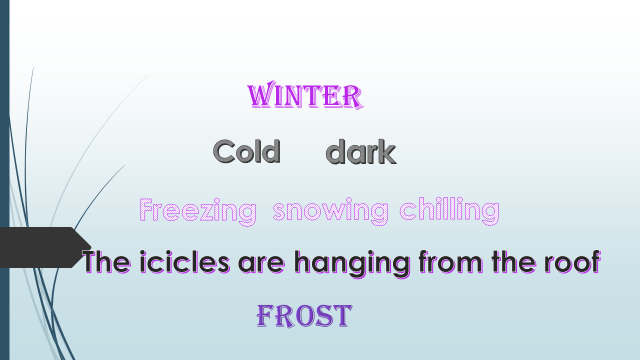 WINTER
Cold dark
Freezing snowing chilling
The icicles are hanging from the roof
FROST